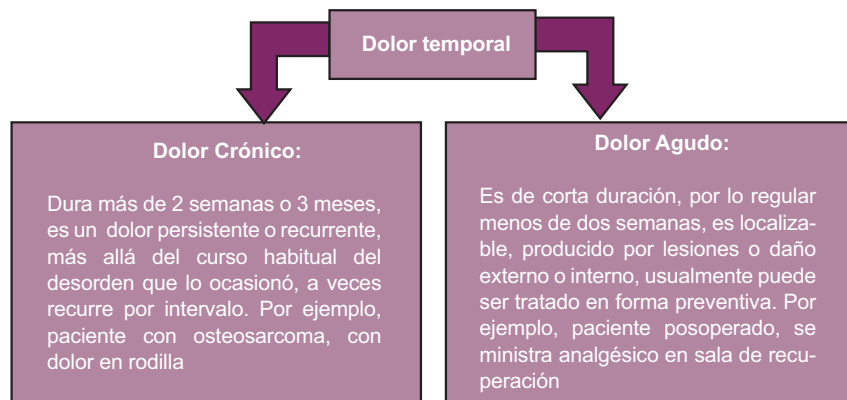 Dolor temporal
Dolor Crónico:
Dura más de 2 semanas o 3 meses,
es un dolor persistente o recurrente,
más allá del curso habitual del
desorden que lo ocasionó, a veces
recurre por intervalo. Por ejemplo,
paciente con osteosarcoma, con
dolor en rodilla
Dolor Agudo:
Es de corta duración, por lo regular
menos de dos semanas, es localiza-
ble, producido por lesiones o daño
externo o interno, usualmente puede
ser tratado en forma preventiva. Por
ejemplo, paciente posoperado, se
ministra analgésico en sala de recu-
peración